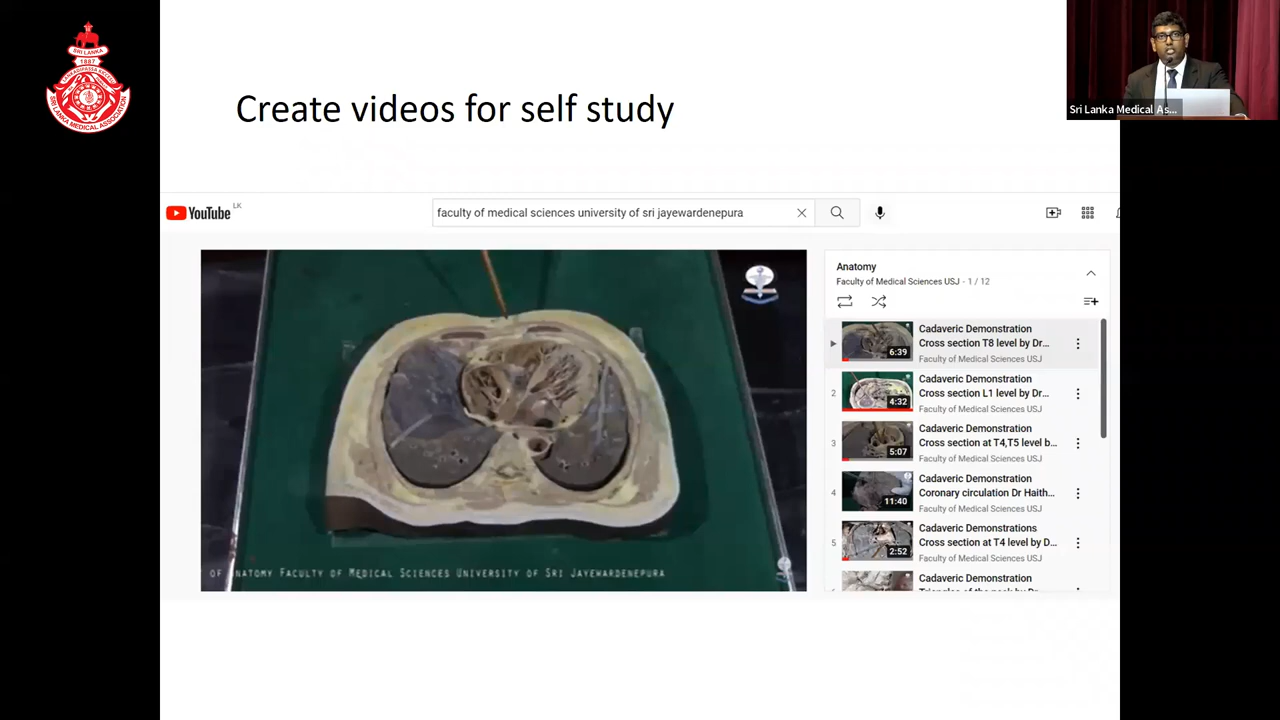 SRI LANKA
1887
SRI LANKA MEDICAL ASSOCIATION
Sri Lanka Medical As...
Create videos for self study
YouTube LK
faculty of medical sciences university of sri jayewardenepura
Anatomy
Faculty of Medical Sciences USJ - 1 / 12
6:39
Cadaveric Demonstration
Cross section T8 level by Dr...
Faculty of Medical Sciences USJ
2
4:32
Cadaveric Demonstration
Cross section L1 level by Dr...
Faculty of Medical Sciences USJ
3
5:07
Cadaveric Demonstration
Cross section at T4,T5 level b...
Faculty of Medical Sciences USJ
4
11:40
Cadaveric Demonstration
Coronary circulation Dr Haith...
Faculty of Medical Sciences USJ
5
2:52
Cadaveric Demonstrations
Cross section at T4 level by D...
Faculty of Medical Sciences USJ
Cadaveric Demonstration
OF ANATOMY FACULTY OF MEDICAL SCIENCES UNIVERSITY OF SRI JAYEWARDENEPURA